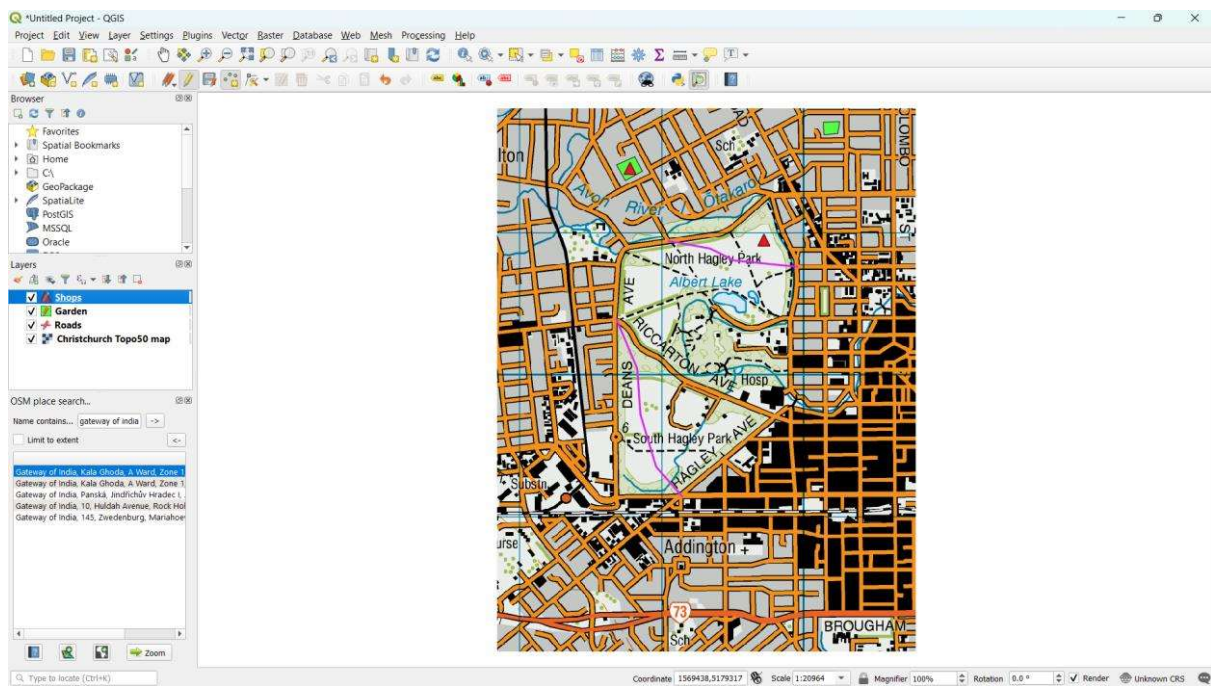 *Untitled Project - QGIS
Project Edit View Layer Settings Plugins Vector Raster Database Web Mesh Processing Help
Browser
Favorites
Spatial Bookmarks
Home
C:\
GeoPackage
SpatiaLite
PostGIS
MSSQL
Oracle
Layers
Shops
Garden
Roads
Christchurch Topo50 map
OSM place search...
Name contains... gateway of india ->
Limit to extent <-
Gateway of India, Kala Ghoda, A Ward, Zone 1
Gateway of India, Kala Ghoda, A Ward, Zone 1,
Gateway of India, Panská, Jindřichův Hradec I,
Gateway of India, 10, Huldah Avenue, Rock Hol
Gateway of India, 145, Zwedenburg, Mariahoe
Zoom
lton
Sch
COLOMBO
ST
Avon River / Ōtakaro
North Hagley Park
Albert Lake
DEANS AVE
RICCARTON AVE
Hosp
6
South Hagley Park
HAGLEY AVE
Substn
urse
Addington
73
Sch
BROUGHAM
Type to locate (Ctrl+K)
Coordinate 1569438,5179317 Scale 1:20964 Magnifier 100% Rotation 0.0 ° Render Unknown CRS